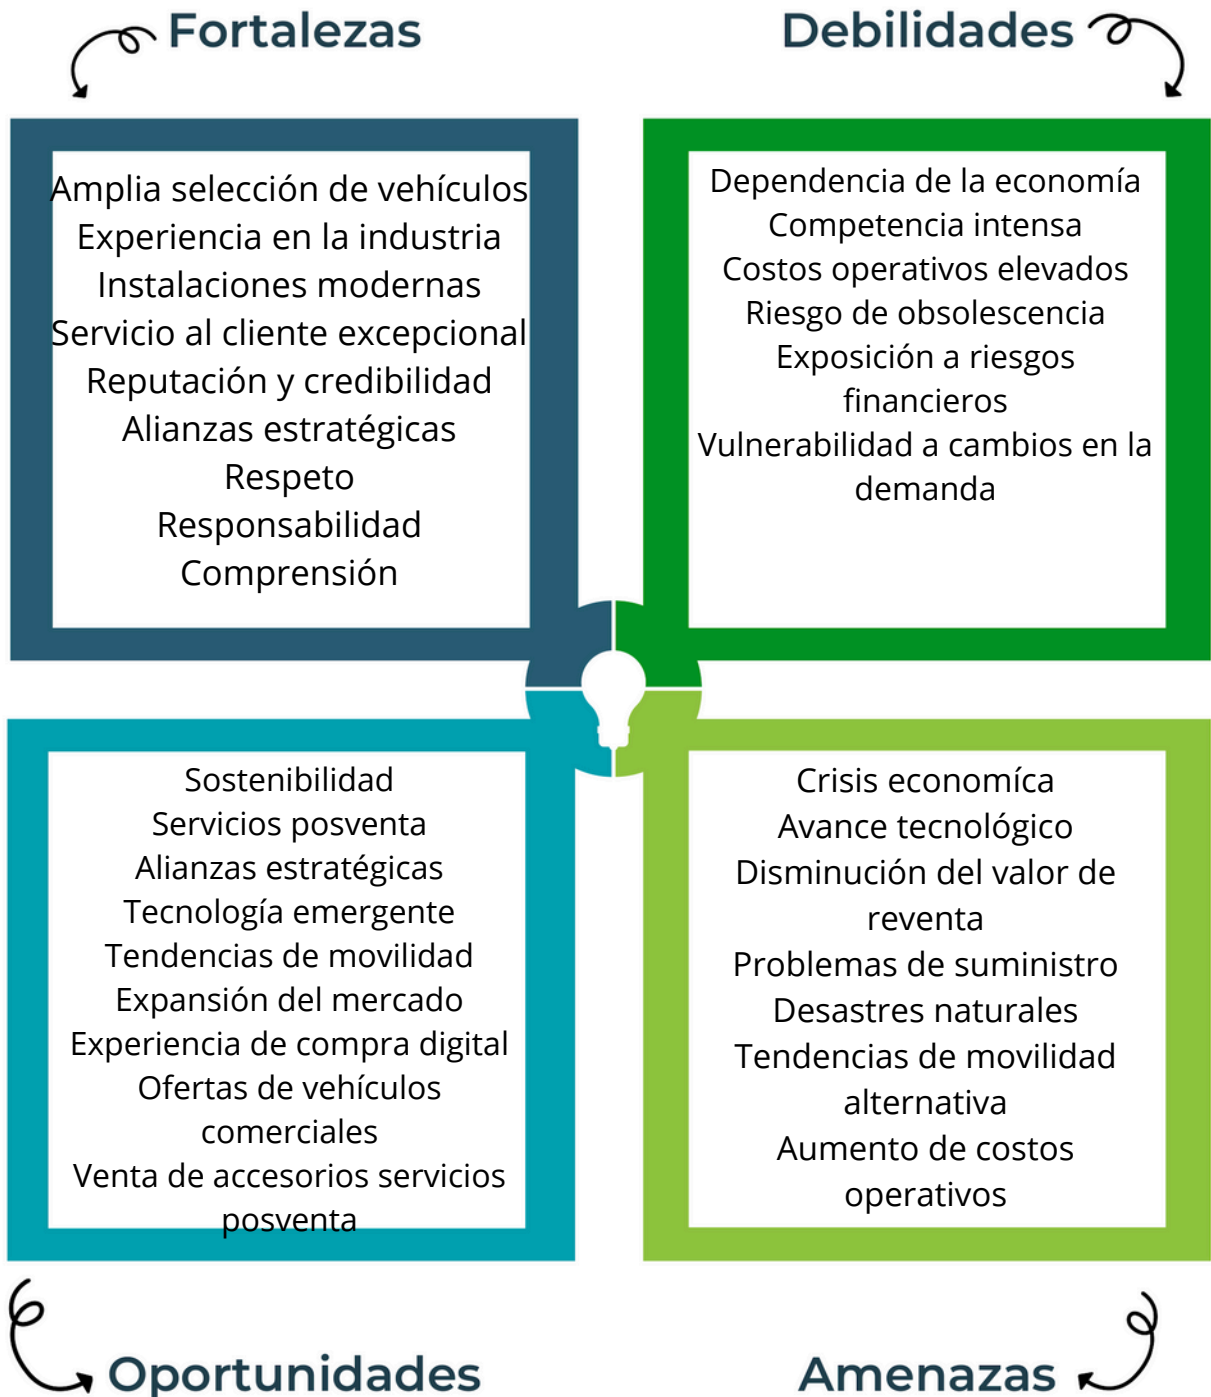 Fortalezas
Amplia selección de vehículos
Experiencia en la industria
Instalaciones modernas
Servicio al cliente excepcional
Reputación y credibilidad
Alianzas estratégicas
Respeto
Responsabilidad
Comprensión
Debilidades
Dependencia de la economía
Competencia intensa
Costos operativos elevados
Riesgo de obsolescencia
Exposición a riesgos
financieros
Vulnerabilidad a cambios en la
demanda
Sostenibilidad
Servicios posventa
Alianzas estratégicas
Tecnología emergente
Tendencias de movilidad
Expansión del mercado
Experiencia de compra digital
Ofertas de vehículos
comerciales
Venta de accesorios servicios
posventa
Oportunidades
Crisis economíca
Avance tecnológico
Disminución del valor de
reventa
Problemas de suministro
Desastres naturales
Tendencias de movilidad
alternativa
Aumento de costos
operativos
Amenazas